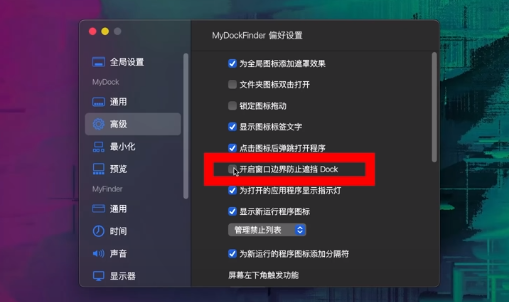 MyDockFinder 偏好设置
全局设置
MyDock
通用
高级
最小化
预览
MyFinder
通用
时间
声音
显示器
为全局图标添加遮罩效果
文件夹图标双击打开
锁定图标拖动
显示图标标签文字
点击图标后弹跳打开程序
开启窗口边界防止遮挡 Dock
为打开的应用程序显示指示灯
显示新运行程序图标
管理禁止列表
为新运行的程序图标添加分隔符
屏幕左下角触发功能